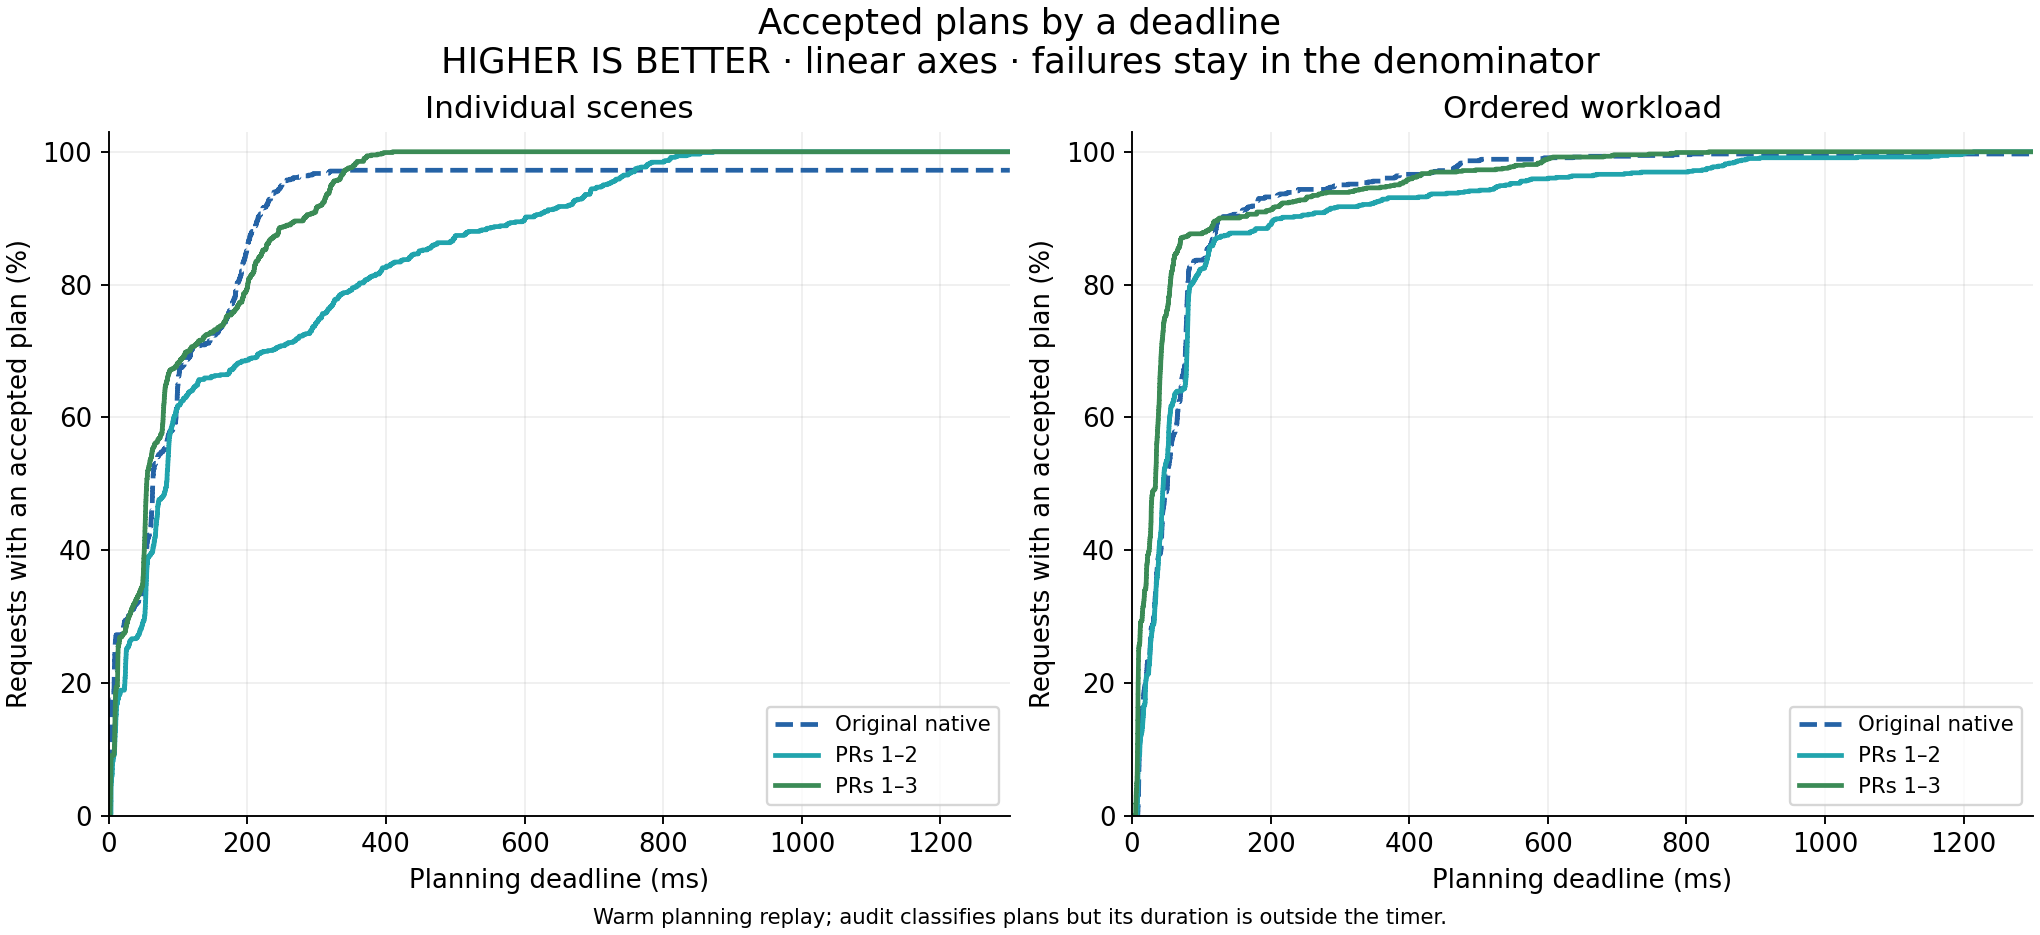 Accepted plans by a deadline
HIGHER IS BETTER · linear axes · failures stay in the denominator
Individual scenes
Requests with an accepted plan (%)
100
80
60
40
20
0
0 200 400 600 800 1000 1200
Planning deadline (ms)
Original native
PRs 1–2
PRs 1–3
Ordered workload
Requests with an accepted plan (%)
100
80
60
40
20
0
0 200 400 600 800 1000 1200
Planning deadline (ms)
Original native
PRs 1–2
PRs 1–3
Warm planning replay; audit classifies plans but its duration is outside the timer.